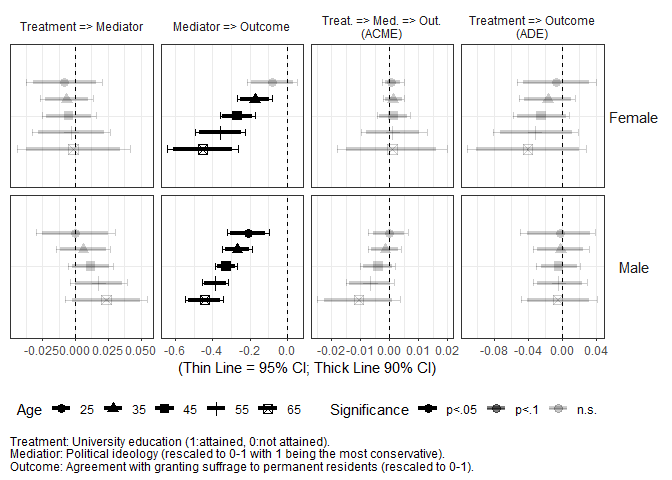 Treatment => Mediator
Mediator => Outcome
Treat. => Med. => Out.
(ACME)
Treatment => Outcome
(ADE)
Female
Male
-0.025 0.000 0.025 0.050
-0.6 -0.4 -0.2 0.0
-0.02 -0.01 0.00 0.01 0.02
-0.08 -0.04 0.00 0.04
(Thin Line = 95% CI; Thick Line 90% CI)
Age 25 35 45 55 65 Significance p<.05 p<.1 n.s.
Treatment: University education (1:attained, 0:not attained).
Mediator: Political ideology (rescaled to 0-1 with 1 being the most conservative).
Outcome: Agreement with granting suffrage to permanent residents (rescaled to 0-1).